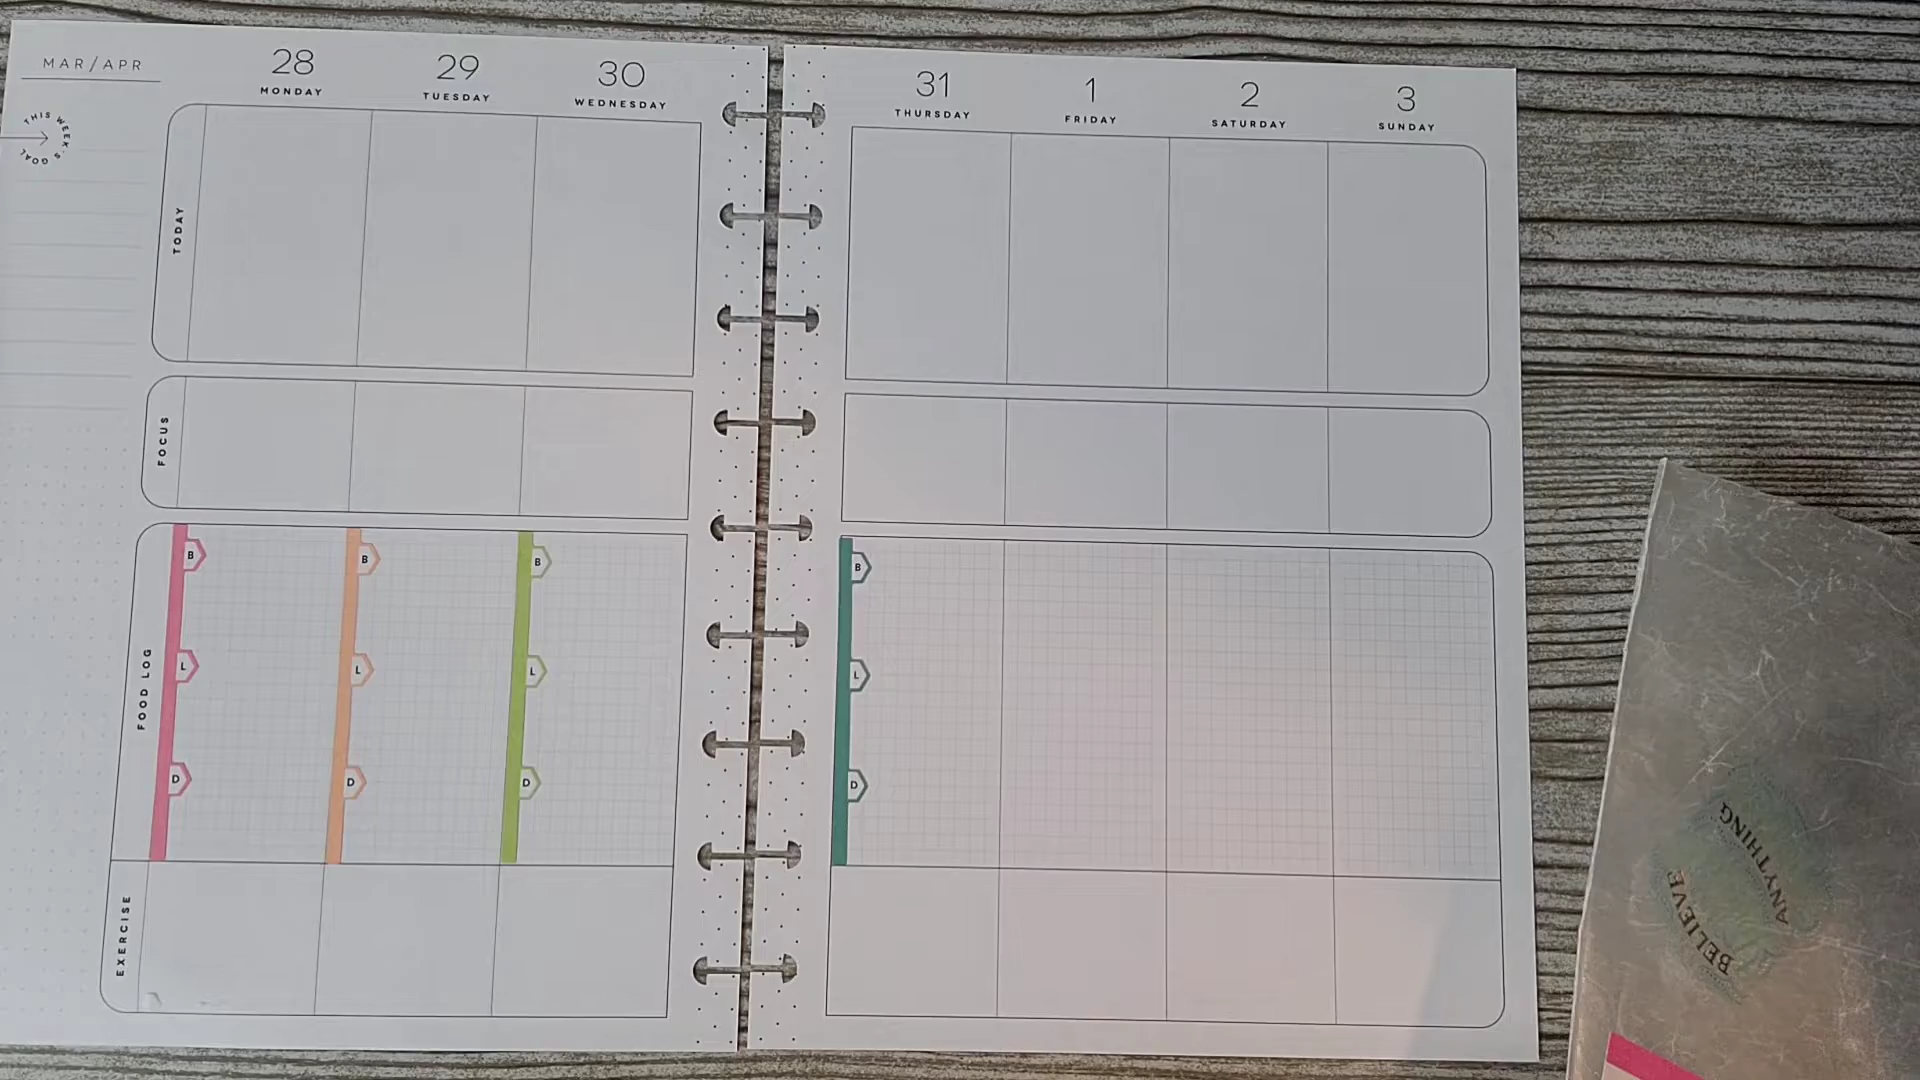 MAR/APR
28
MONDAY
29
TUESDAY
30
WEDNESDAY
31
THURSDAY
1
FRIDAY
2
SATURDAY
3
SUNDAY
THIS WEEK'S GOAL
TODAY
FOCUS
FOOD LOG
B
B
B
B
L
L
L
L
D
D
D
D
EXERCISE
BELIEVE
ANYTHING